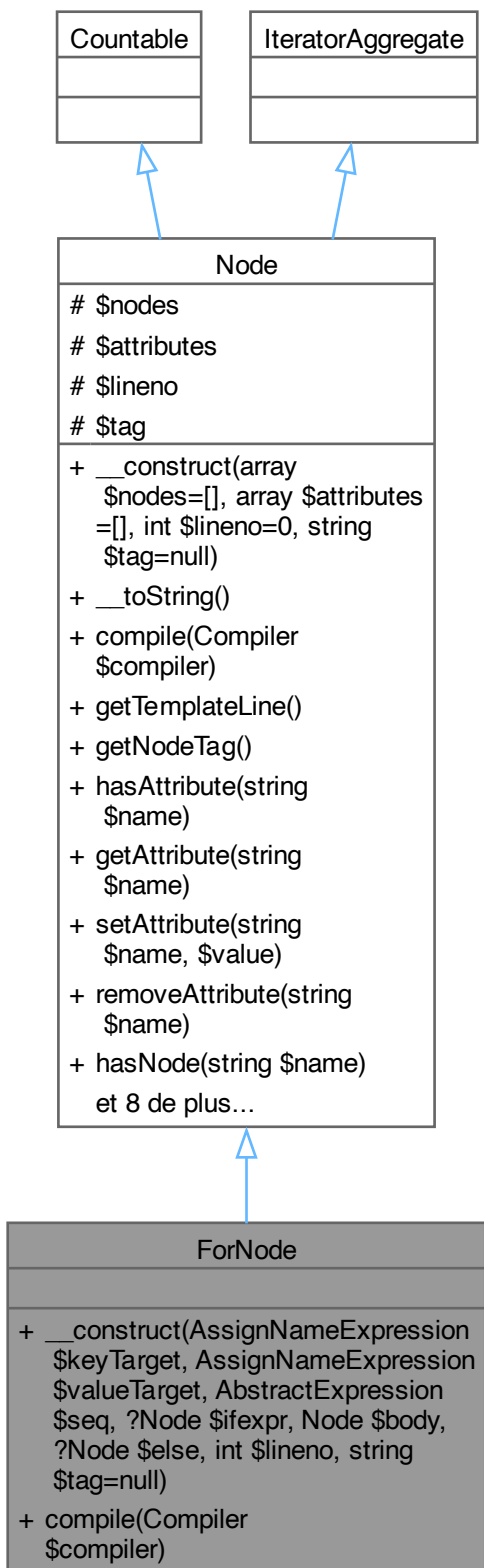 Countable
IteratorAggregate
Node
# $nodes
# $attributes
# $lineno
# $tag
+ __construct(array
$nodes=[], array $attributes
=[], int $lineno=0, string
$tag=null)
+ __toString()
+ compile(Compiler
$compiler)
+ getTemplateLine()
+ getNodeTag()
+ hasAttribute(string
$name)
+ getAttribute(string
$name)
+ setAttribute(string
$name, $value)
+ removeAttribute(string
$name)
+ hasNode(string $name)
et 8 de plus...
ForNode
+ __construct(AssignNameExpression
$keyTarget, AssignNameExpression
$valueTarget, AbstractExpression
$seq, ?Node $ifexpr, Node $body,
?Node $else, int $lineno, string
$tag=null)
+ compile(Compiler
$compiler)